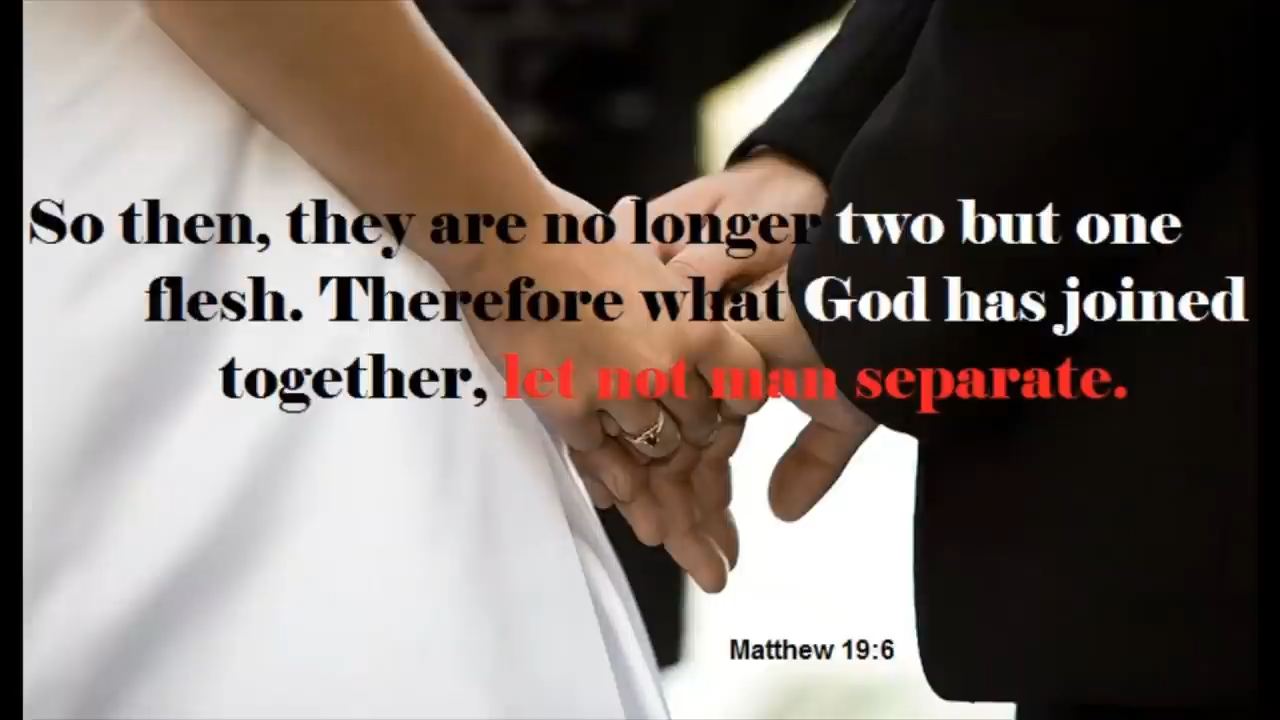 So then, they are no longer two but one
flesh. Therefore what God has joined
together, let not man separate.
Matthew 19:6